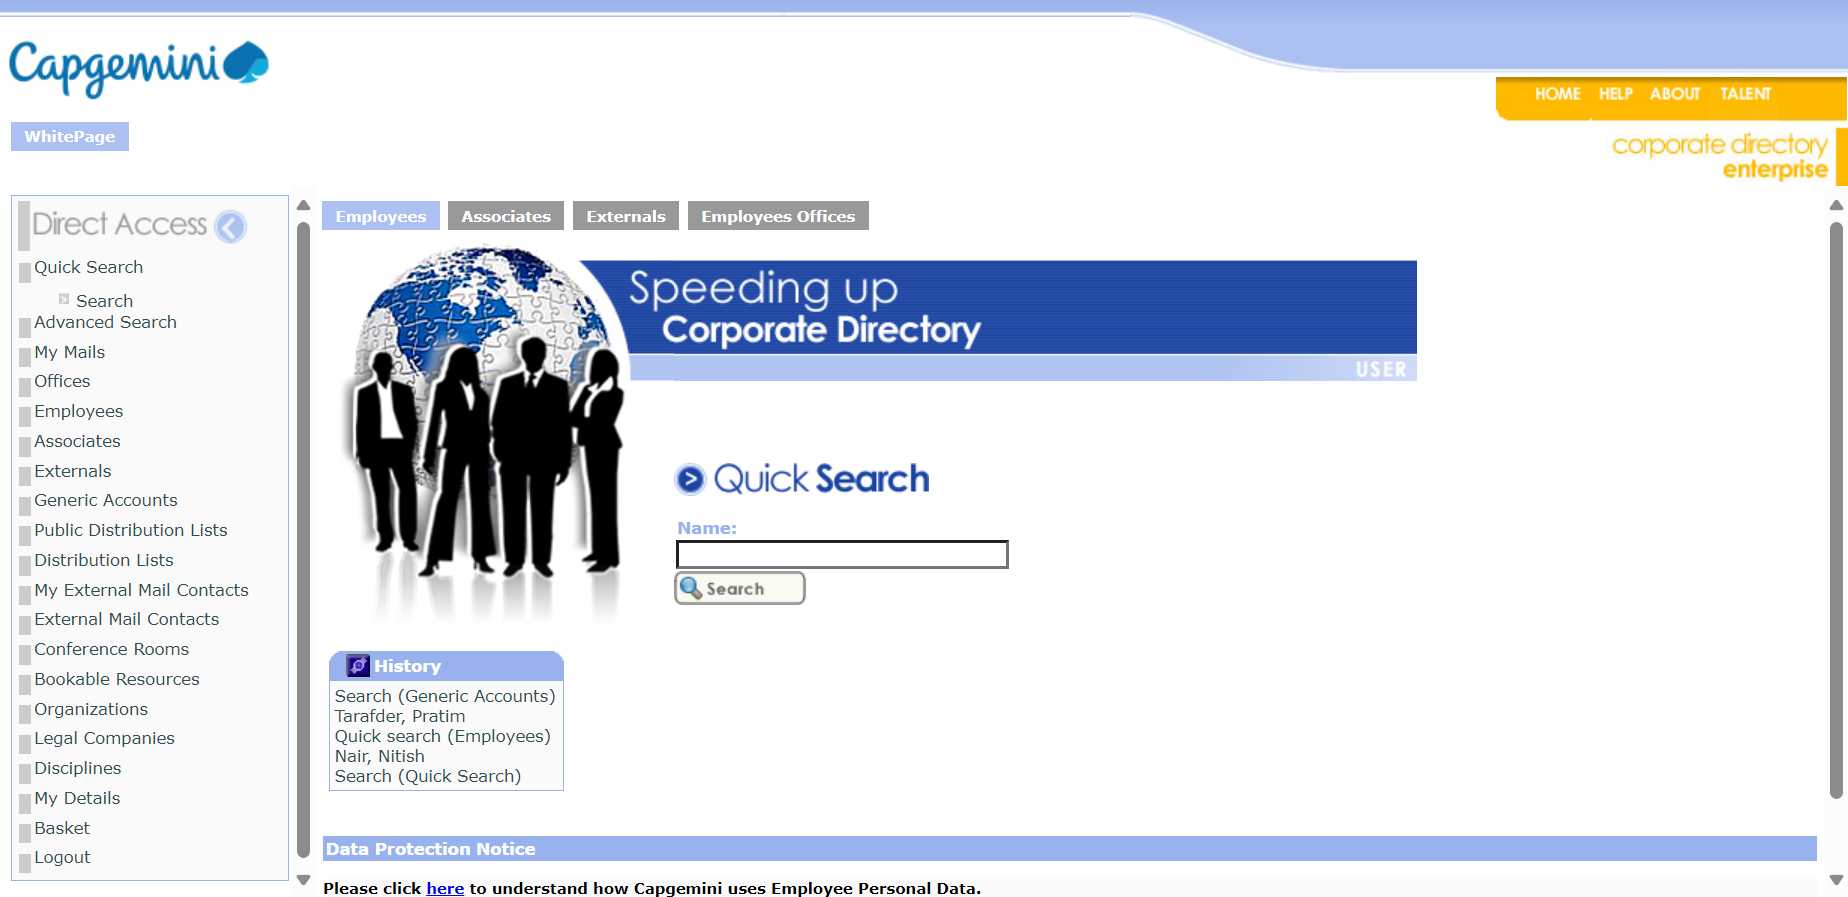 Capgemini
HOME HELP ABOUT TALENT
WhitePage
corporate directory
enterprise
Direct Access
Quick Search
Search
Advanced Search
My Mails
Offices
Employees
Associates
Externals
Generic Accounts
Public Distribution Lists
Distribution Lists
My External Mail Contacts
External Mail Contacts
Conference Rooms
Bookable Resources
Organizations
Legal Companies
Disciplines
My Details
Basket
Logout
Employees Associates Externals Employees Offices
Speeding up
Corporate Directory
USER
Quick Search
Name:
Search
History
Search (Generic Accounts)
Tarafder, Pratim
Quick search (Employees)
Nair, Nitish
Search (Quick Search)
Data Protection Notice
Please click here to understand how Capgemini uses Employee Personal Data.